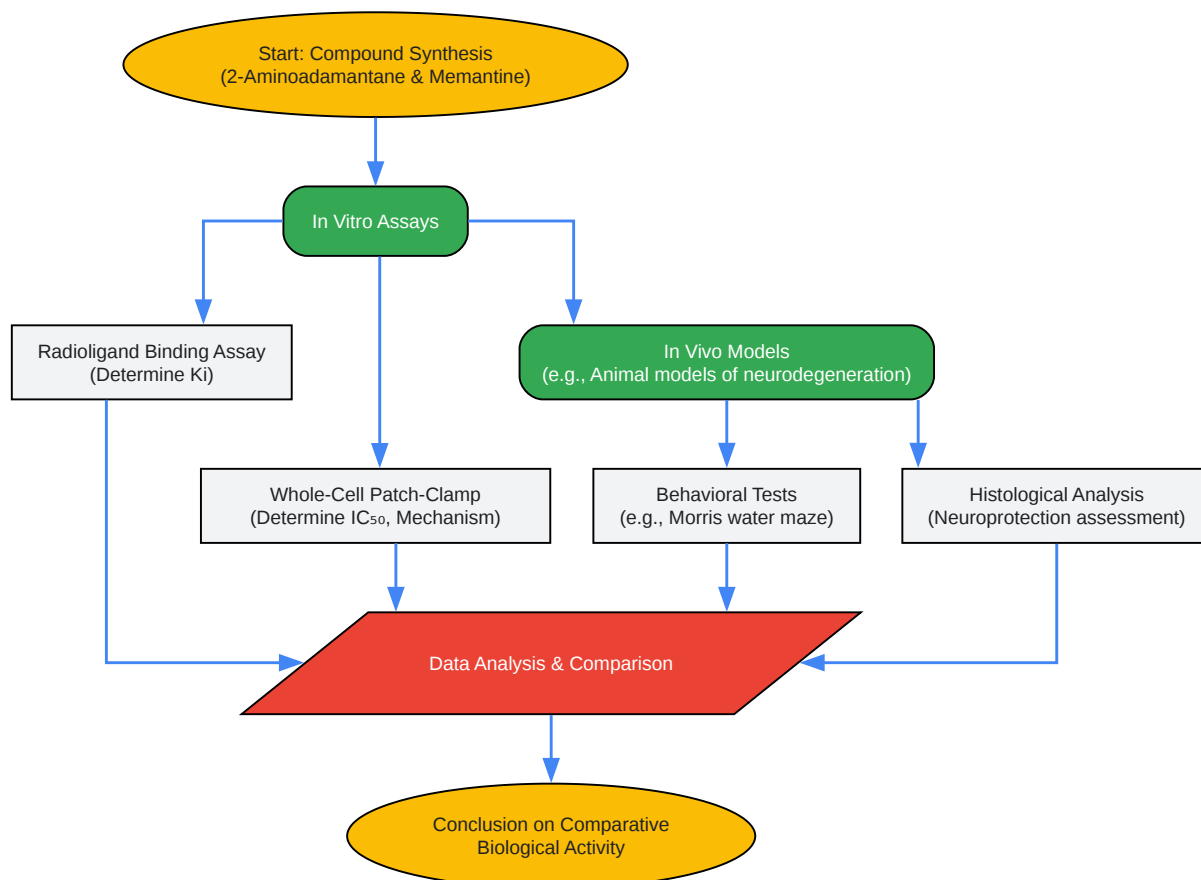 Start: Compound Synthesis
(2-Aminoadamantane & Memantine)
In Vitro Assays
Radioligand Binding Assay
(Determine Ki)
In Vivo Models
(e.g., Animal models of neurodegeneration)
Whole-Cell Patch-Clamp
(Determine IC₅₀, Mechanism)
Behavioral Tests
(e.g., Morris water maze)
Histological Analysis
(Neuroprotection assessment)
Data Analysis & Comparison
Conclusion on Comparative
Biological Activity